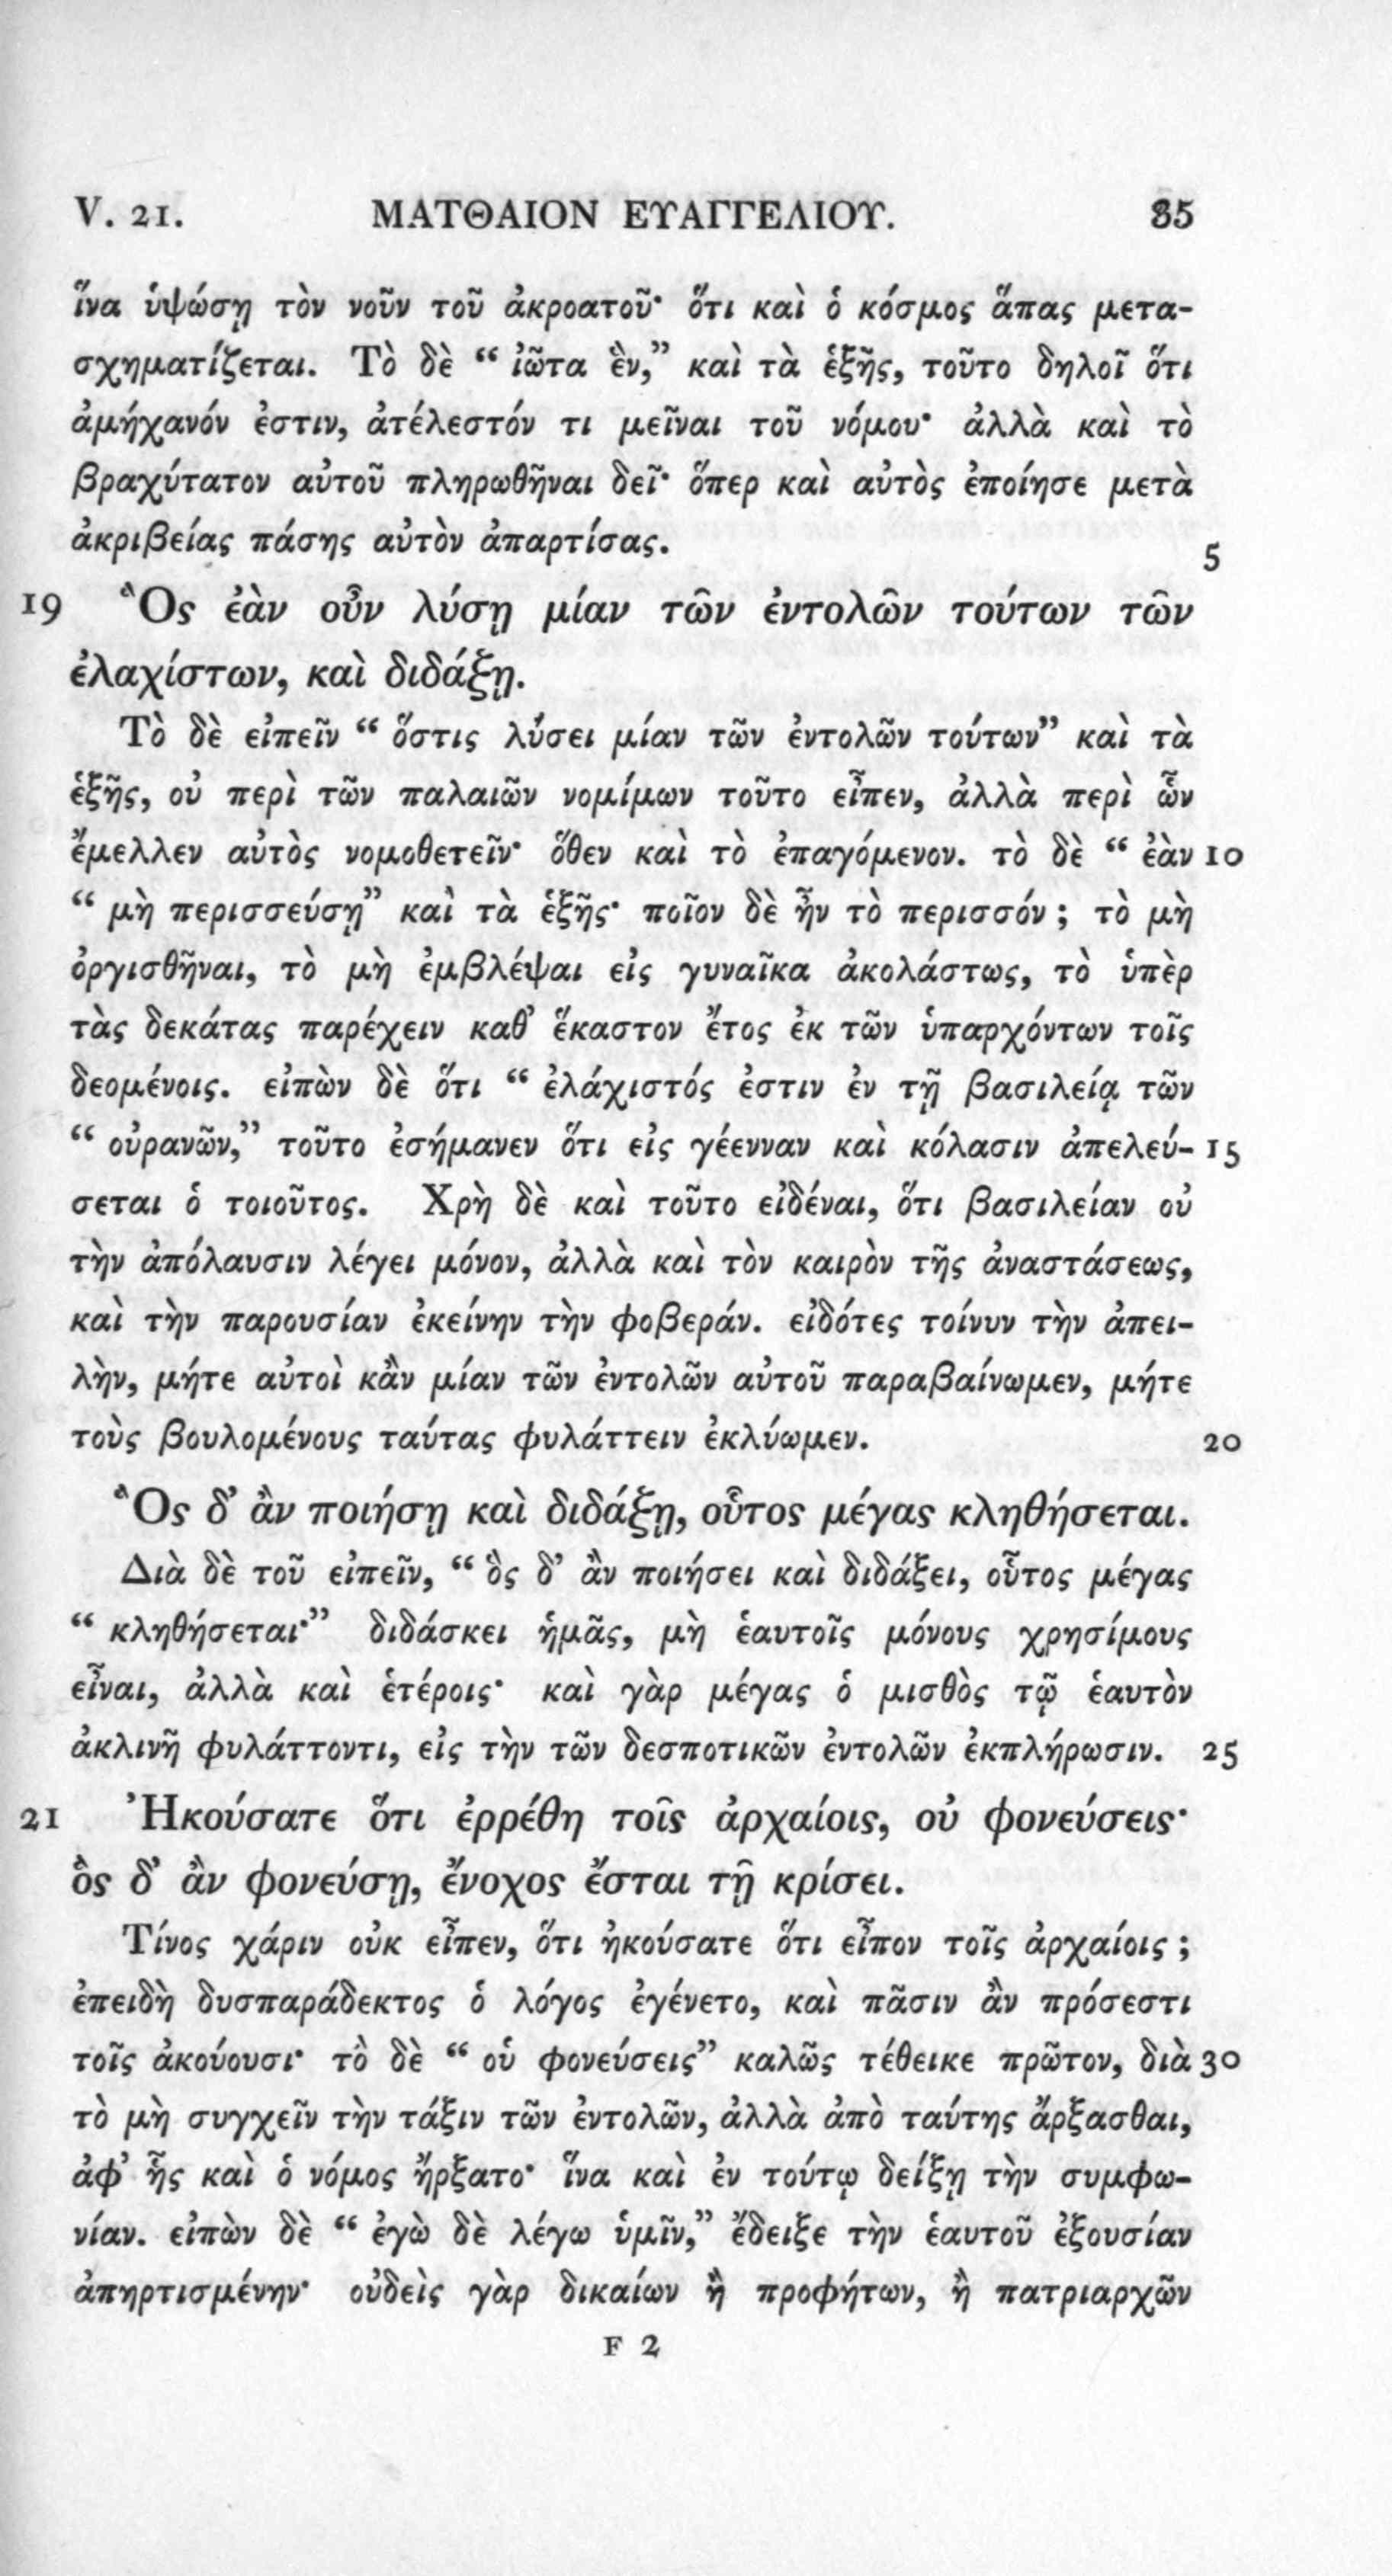 V. 21. ΜΑΤΘΑΙΟΝ ΕΥΑΓΓΕΛΙΟΥ. 35
ἵνα ὑψώσῃ τὸν νοῦν τοῦ ἀκροατοῦ· ὅτι καὶ ὁ κόσμος ἅπας μετα-
σχηματίζεται. Τὸ δὲ “ ἰῶτα ἓν,” καὶ τὰ ἑξῆς, τοῦτο δηλοῖ ὅτι
ἀμήχανόν ἐστιν, ἀτέλεστόν τι μεῖναι τοῦ νόμου· ἀλλὰ καὶ τὸ
βραχύτατον αὐτοῦ πληρωθῆναι δεῖ· ὅπερ καὶ αὐτὸς ἐποίησε μετὰ
ἀκριβείας πάσης αὐτὸν ἀπαρτίσας. 5
19 Ὃς ἐὰν οὖν λύσῃ μίαν τῶν ἐντολῶν τούτων τῶν
ἐλαχίστων, καὶ διδάξῃ.
Τὸ δὲ εἰπεῖν “ ὅστις λύσει μίαν τῶν ἐντολῶν τούτων” καὶ τὰ
ἑξῆς, οὐ περὶ τῶν παλαιῶν νομίμων τοῦτο εἶπεν, ἀλλὰ περὶ ὧν
ἔμελλεν αὐτὸς νομοθετεῖν· ὅθεν καὶ τὸ ἐπαγόμενον. τὸ δὲ “ ἐὰν 10
“ μὴ περισσεύσῃ” καὶ τὰ ἑξῆς· ποῖον δὲ ἦν τὸ περισσόν ; τὸ μὴ
ὀργισθῆναι, τὸ μὴ ἐμβλέψαι εἰς γυναῖκα ἀκολάστως, τὸ ὑπὲρ
τὰς δεκάτας παρέχειν καθ’ ἕκαστον ἔτος ἐκ τῶν ὑπαρχόντων τοῖς
δεομένοις. εἰπὼν δὲ ὅτι “ ἐλάχιστός ἐστιν ἐν τῇ βασιλείᾳ τῶν
“ οὐρανῶν,” τοῦτο ἐσήμανεν ὅτι εἰς γέενναν καὶ κόλασιν ἀπελεύ- 15
σεται ὁ τοιοῦτος. Χρὴ δὲ καὶ τοῦτο εἰδέναι, ὅτι βασιλείαν οὐ
τὴν ἀπόλαυσιν λέγει μόνον, ἀλλὰ καὶ τὸν καιρὸν τῆς ἀναστάσεως,
καὶ τὴν παρουσίαν ἐκείνην τὴν φοβεράν. εἰδότες τοίνυν τὴν ἀπει-
λὴν, μήτε αὐτοὶ κἂν μίαν τῶν ἐντολῶν αὐτοῦ παραβαίνωμεν, μήτε
τοὺς βουλομένους ταύτας φυλάττειν ἐκλύωμεν. 20
Ὃς δ’ ἂν ποιήσῃ καὶ διδάξῃ, οὗτος μέγας κληθήσεται.
Διὰ δὲ τοῦ εἰπεῖν, “ ὃς δ’ ἂν ποιήσει καὶ διδάξει, οὗτος μέγας
“ κληθήσεται·” διδάσκει ἡμᾶς, μὴ ἑαυτοῖς μόνους χρησίμους
εἶναι, ἀλλὰ καὶ ἑτέροις· καὶ γὰρ μέγας ὁ μισθὸς τῷ ἑαυτὸν
ἀκλινῆ φυλάττοντι, εἰς τὴν τῶν δεσποτικῶν ἐντολῶν ἐκπλήρωσιν. 25
21 Ἠκούσατε ὅτι ἐρρέθη τοῖς ἀρχαίοις, οὐ φονεύσεις·
ὃς δ’ ἂν φονεύσῃ, ἔνοχος ἔσται τῇ κρίσει.
Τίνος χάριν οὐκ εἶπεν, ὅτι ἠκούσατε ὅτι εἶπον τοῖς ἀρχαίοις ;
ἐπειδὴ δυσπαράδεκτος ὁ λόγος ἐγένετο, καὶ πᾶσιν ἂν πρόσεστι
τοῖς ἀκούουσι· τὸ δὲ “ οὐ φονεύσεις” καλῶς τέθεικε πρῶτον, διὰ 30
τὸ μὴ συγχεῖν τὴν τάξιν τῶν ἐντολῶν, ἀλλὰ ἀπὸ ταύτης ἄρξασθαι,
ἀφ’ ἧς καὶ ὁ νόμος ἤρξατο· ἵνα καὶ ἐν τούτῳ δείξῃ τὴν συμφω-
νίαν. εἰπὼν δὲ “ ἐγὼ δὲ λέγω ὑμῖν,” ἔδειξε τὴν ἑαυτοῦ ἐξουσίαν
ἀπηρτισμένην· οὐδεὶς γὰρ δικαίων ἢ προφήτων, ἢ πατριαρχῶν
F 2